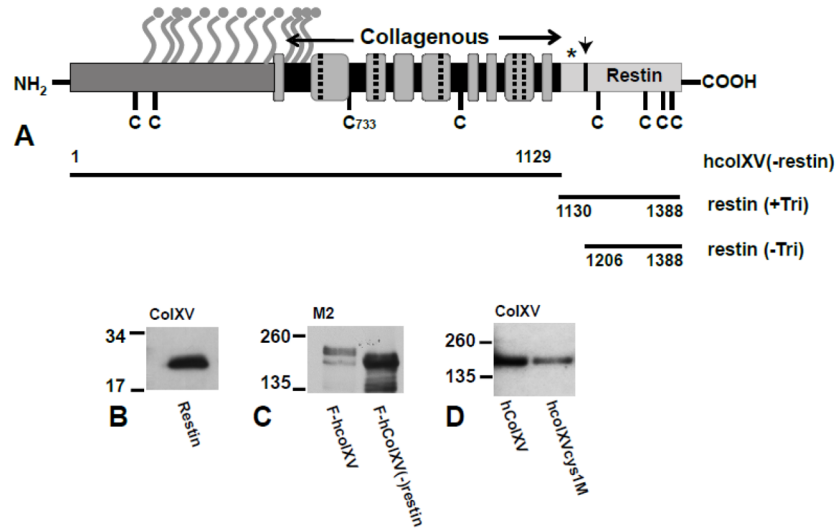 Collagenous
*
Restin
NH2
COOH
C C C733 C C C C C
A
1 1129 hcolXV(-restin)
1130 1388 restin (+Tri)
1206 1388 restin (-Tri)
ColXV
34
17
B
Restin
M2
260
135
C
F-hcolXV
F-hColXV(-)restin
ColXV
260
135
D
hColXV
hcolXVcys1M